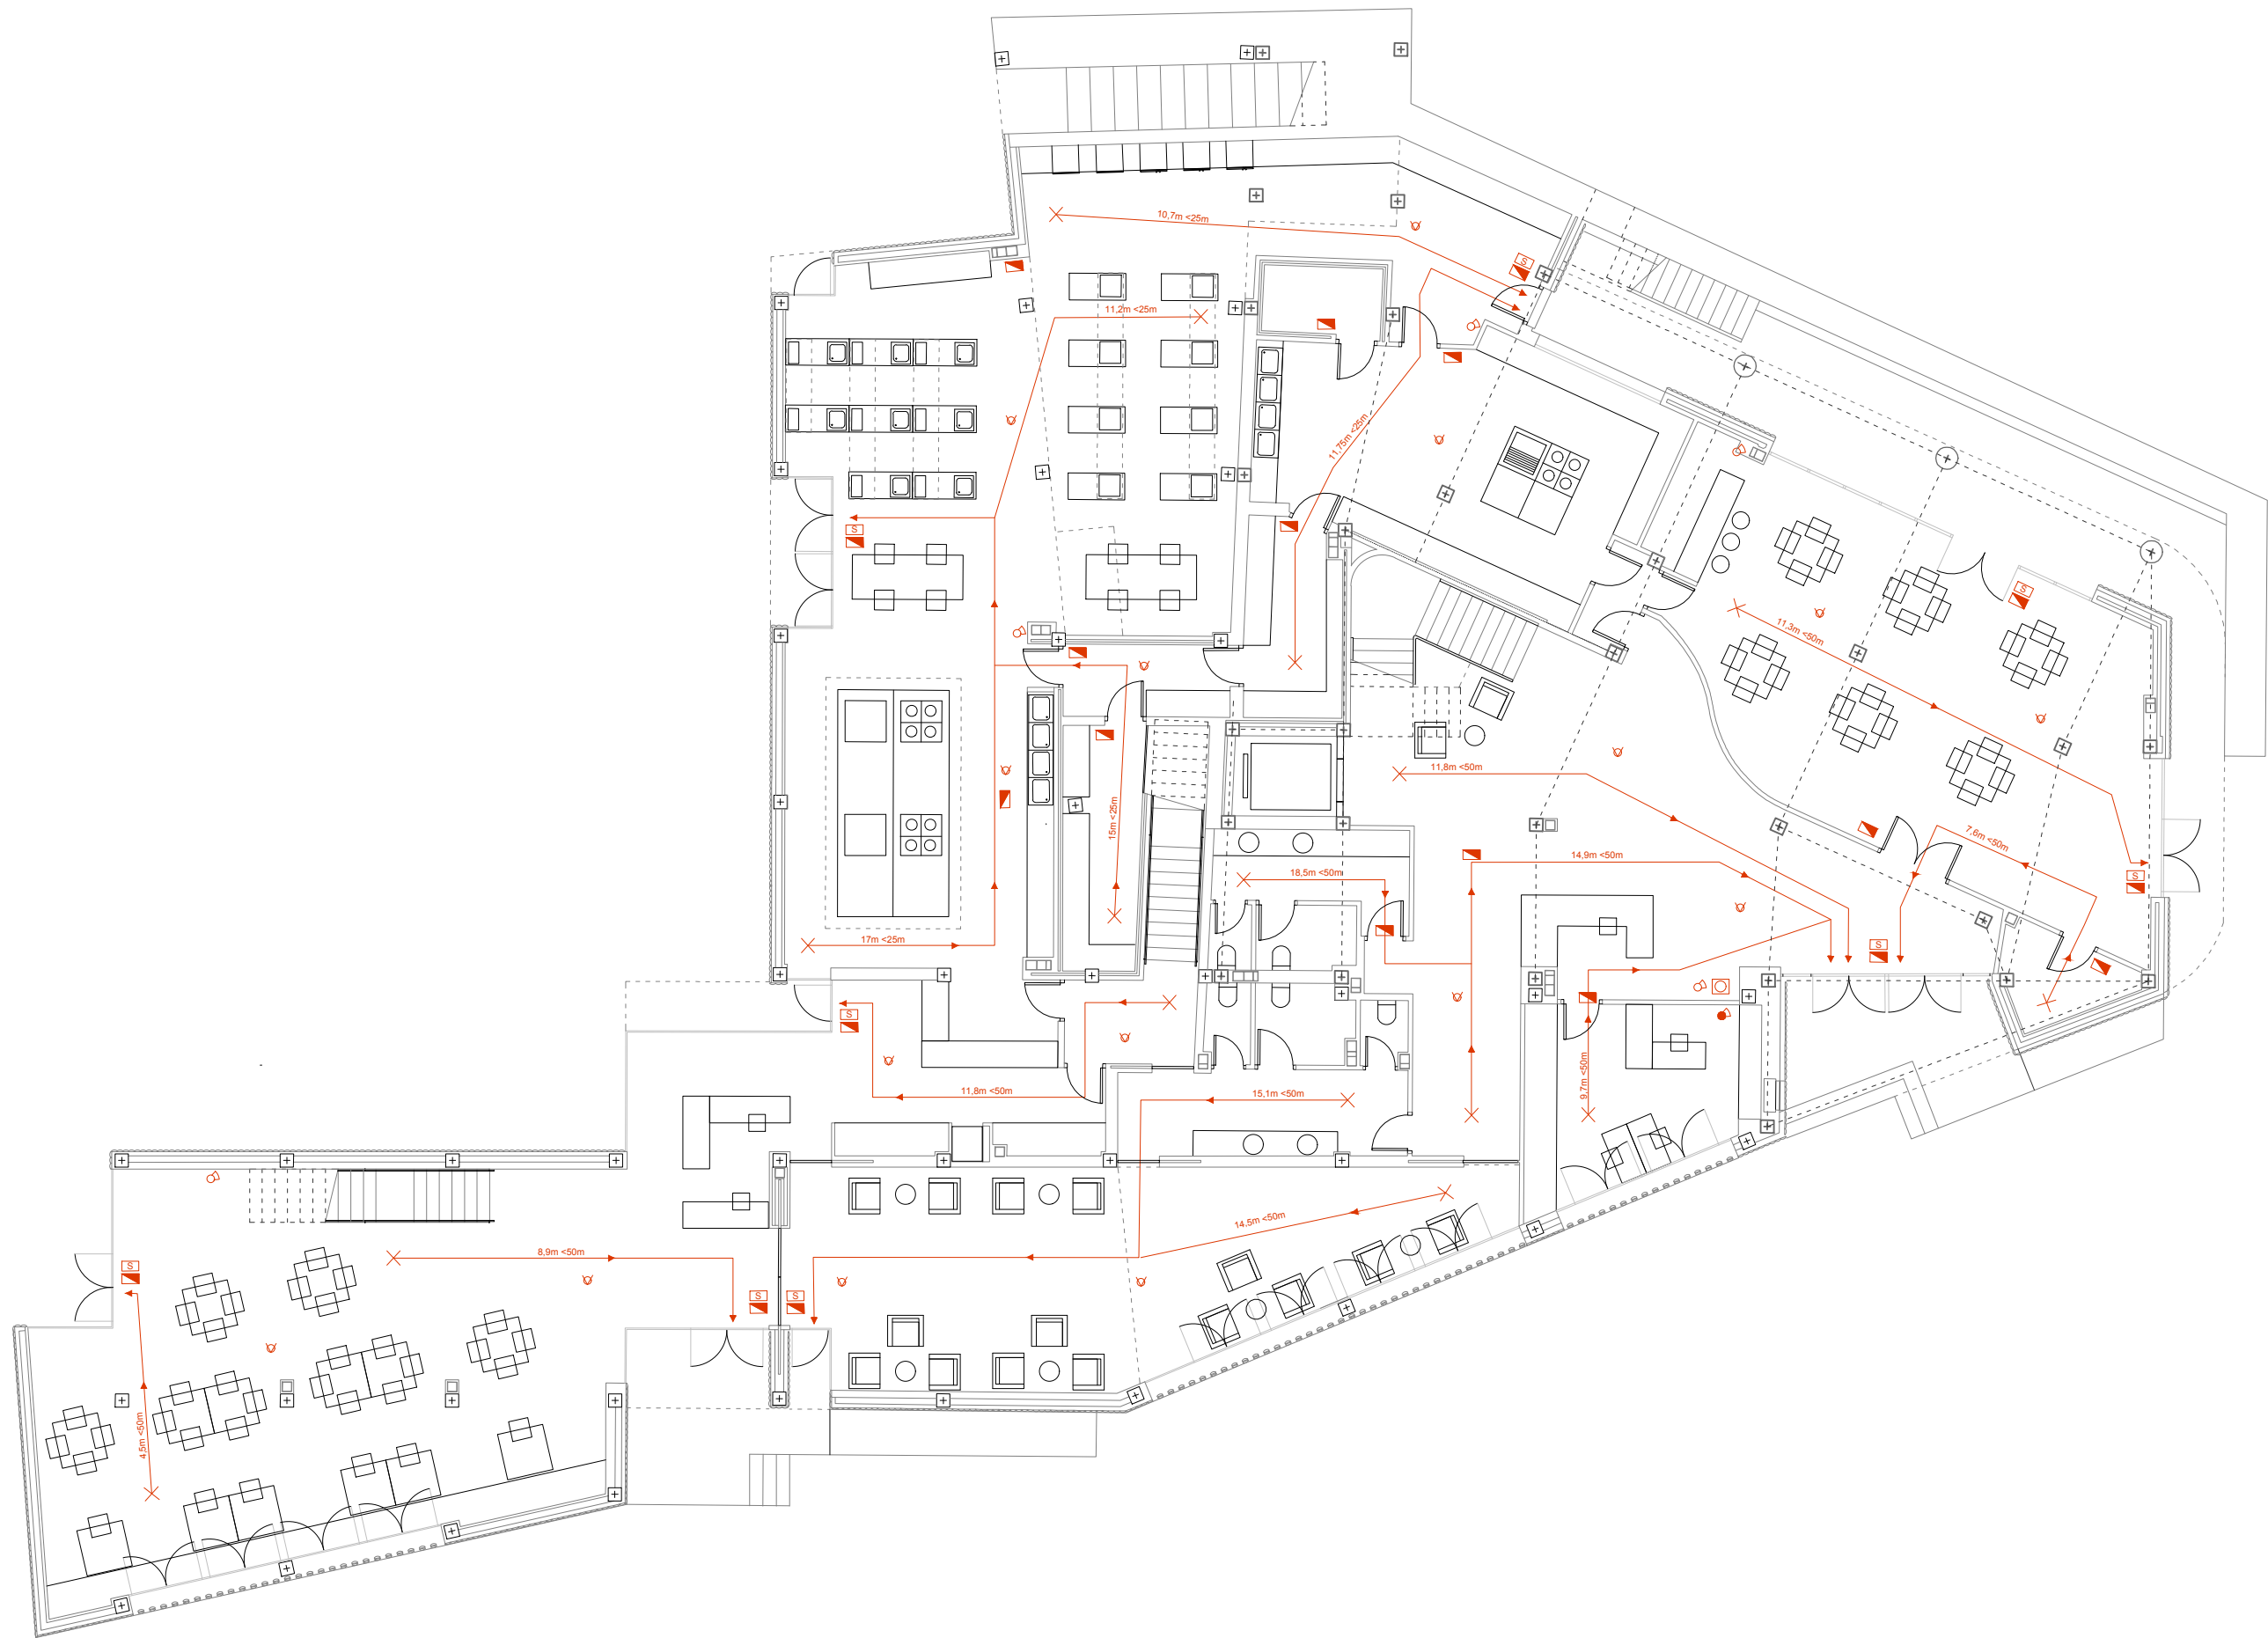 10,7m <25m
S
11,2m <25m
11,75m <25m
S
S
11,3m <50m
11,8m <50m
15m <25m
7,6m <50m
14,9m <50m
18,5m <50m
S
17m <25m
S
S
9,7m <50m
11,8m <50m
15,1m <50m
14,5m <50m
8,9m <50m
S
S
S
4,5m <50m